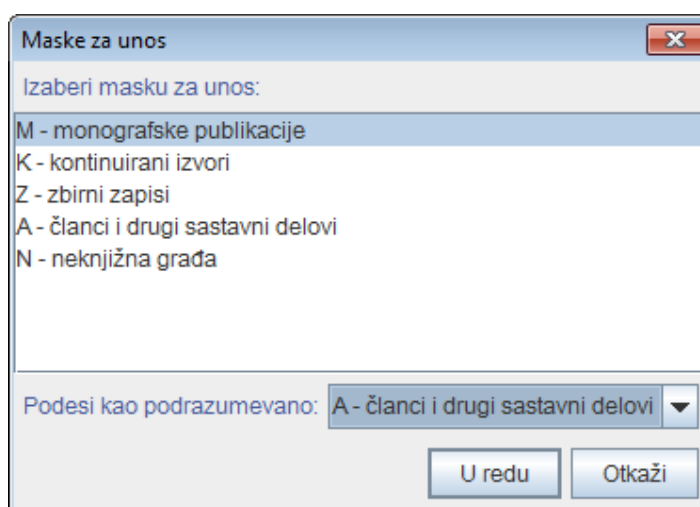 Maske za unos
Izaberi masku za unos:
M - monografske publikacije
K - kontinuirani izvori
Z - zbirni zapisi
A - članci i drugi sastavni delovi
N - neknjižna građa
Podesi kao podrazumevano: A - članci i drugi sastavni delovi
U redu Otkaži